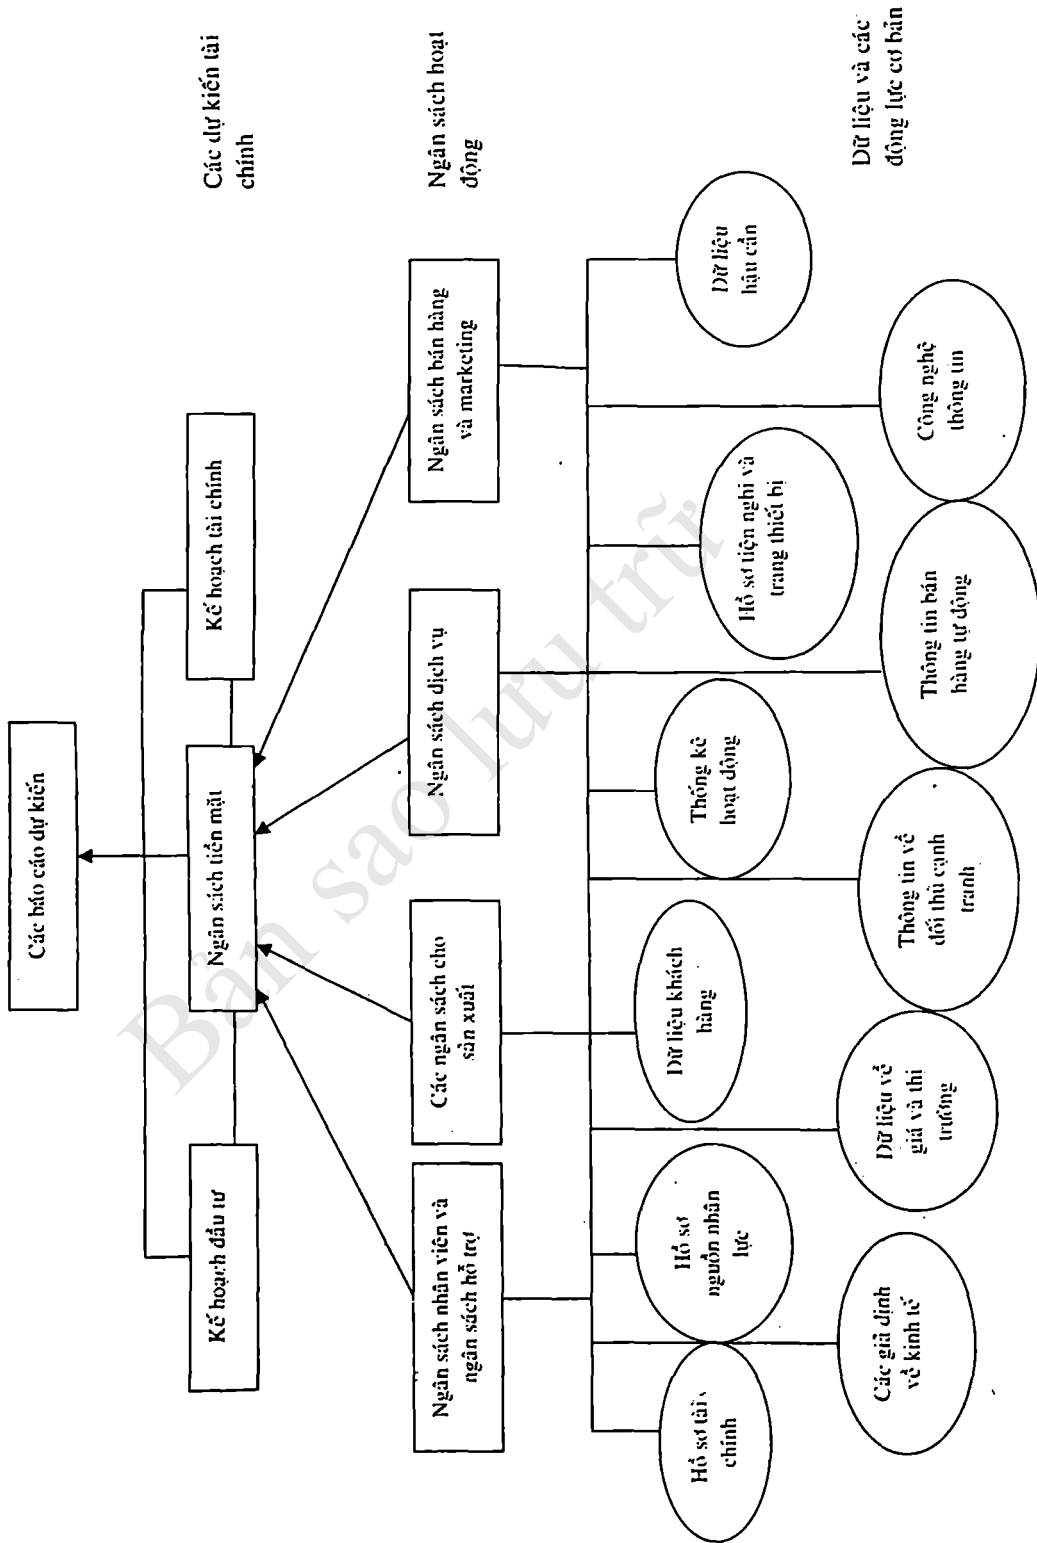 Các báo cáo dự kiến
Kế hoạch đầu tư
Ngân sách tiền mặt
Kế hoạch tài chính
Các dự kiến tài
chính
Ngân sách nhân viên và
ngân sách hỗ trợ
Các ngân sách cho
sản xuất
Ngân sách dịch vụ
Ngân sách bán hàng
và marketing
Ngân sách hoạt
động
Hồ sơ tài
chính
Hồ sơ
nguồn nhân
lực
Dữ liệu khách
hàng
Thống kê
hoạt động
Hồ sơ tiện nghi và
trang thiết bị
Dữ liệu
hậu cần
Các giả định
về kinh tế
Dữ liệu về
giá và thị
trường
Thông tin về
đối thủ cạnh
tranh
Thông tin bán
hàng tự động
Công nghệ
thông tin
Dữ liệu và các
động lực cơ bản
Bản sao lưu trữ